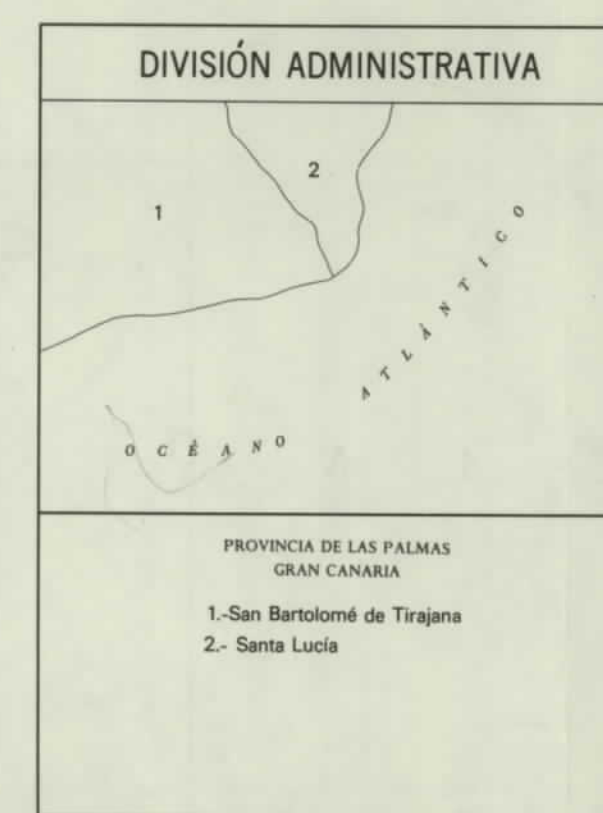 DIVISIÓN ADMINISTRATIVA
2
1
ATLÁNTICO
OCÉANO
PROVINCIA DE LAS PALMAS
GRAN CANARIA
1.-San Bartolomé de Tirajana
2.- Santa Lucía